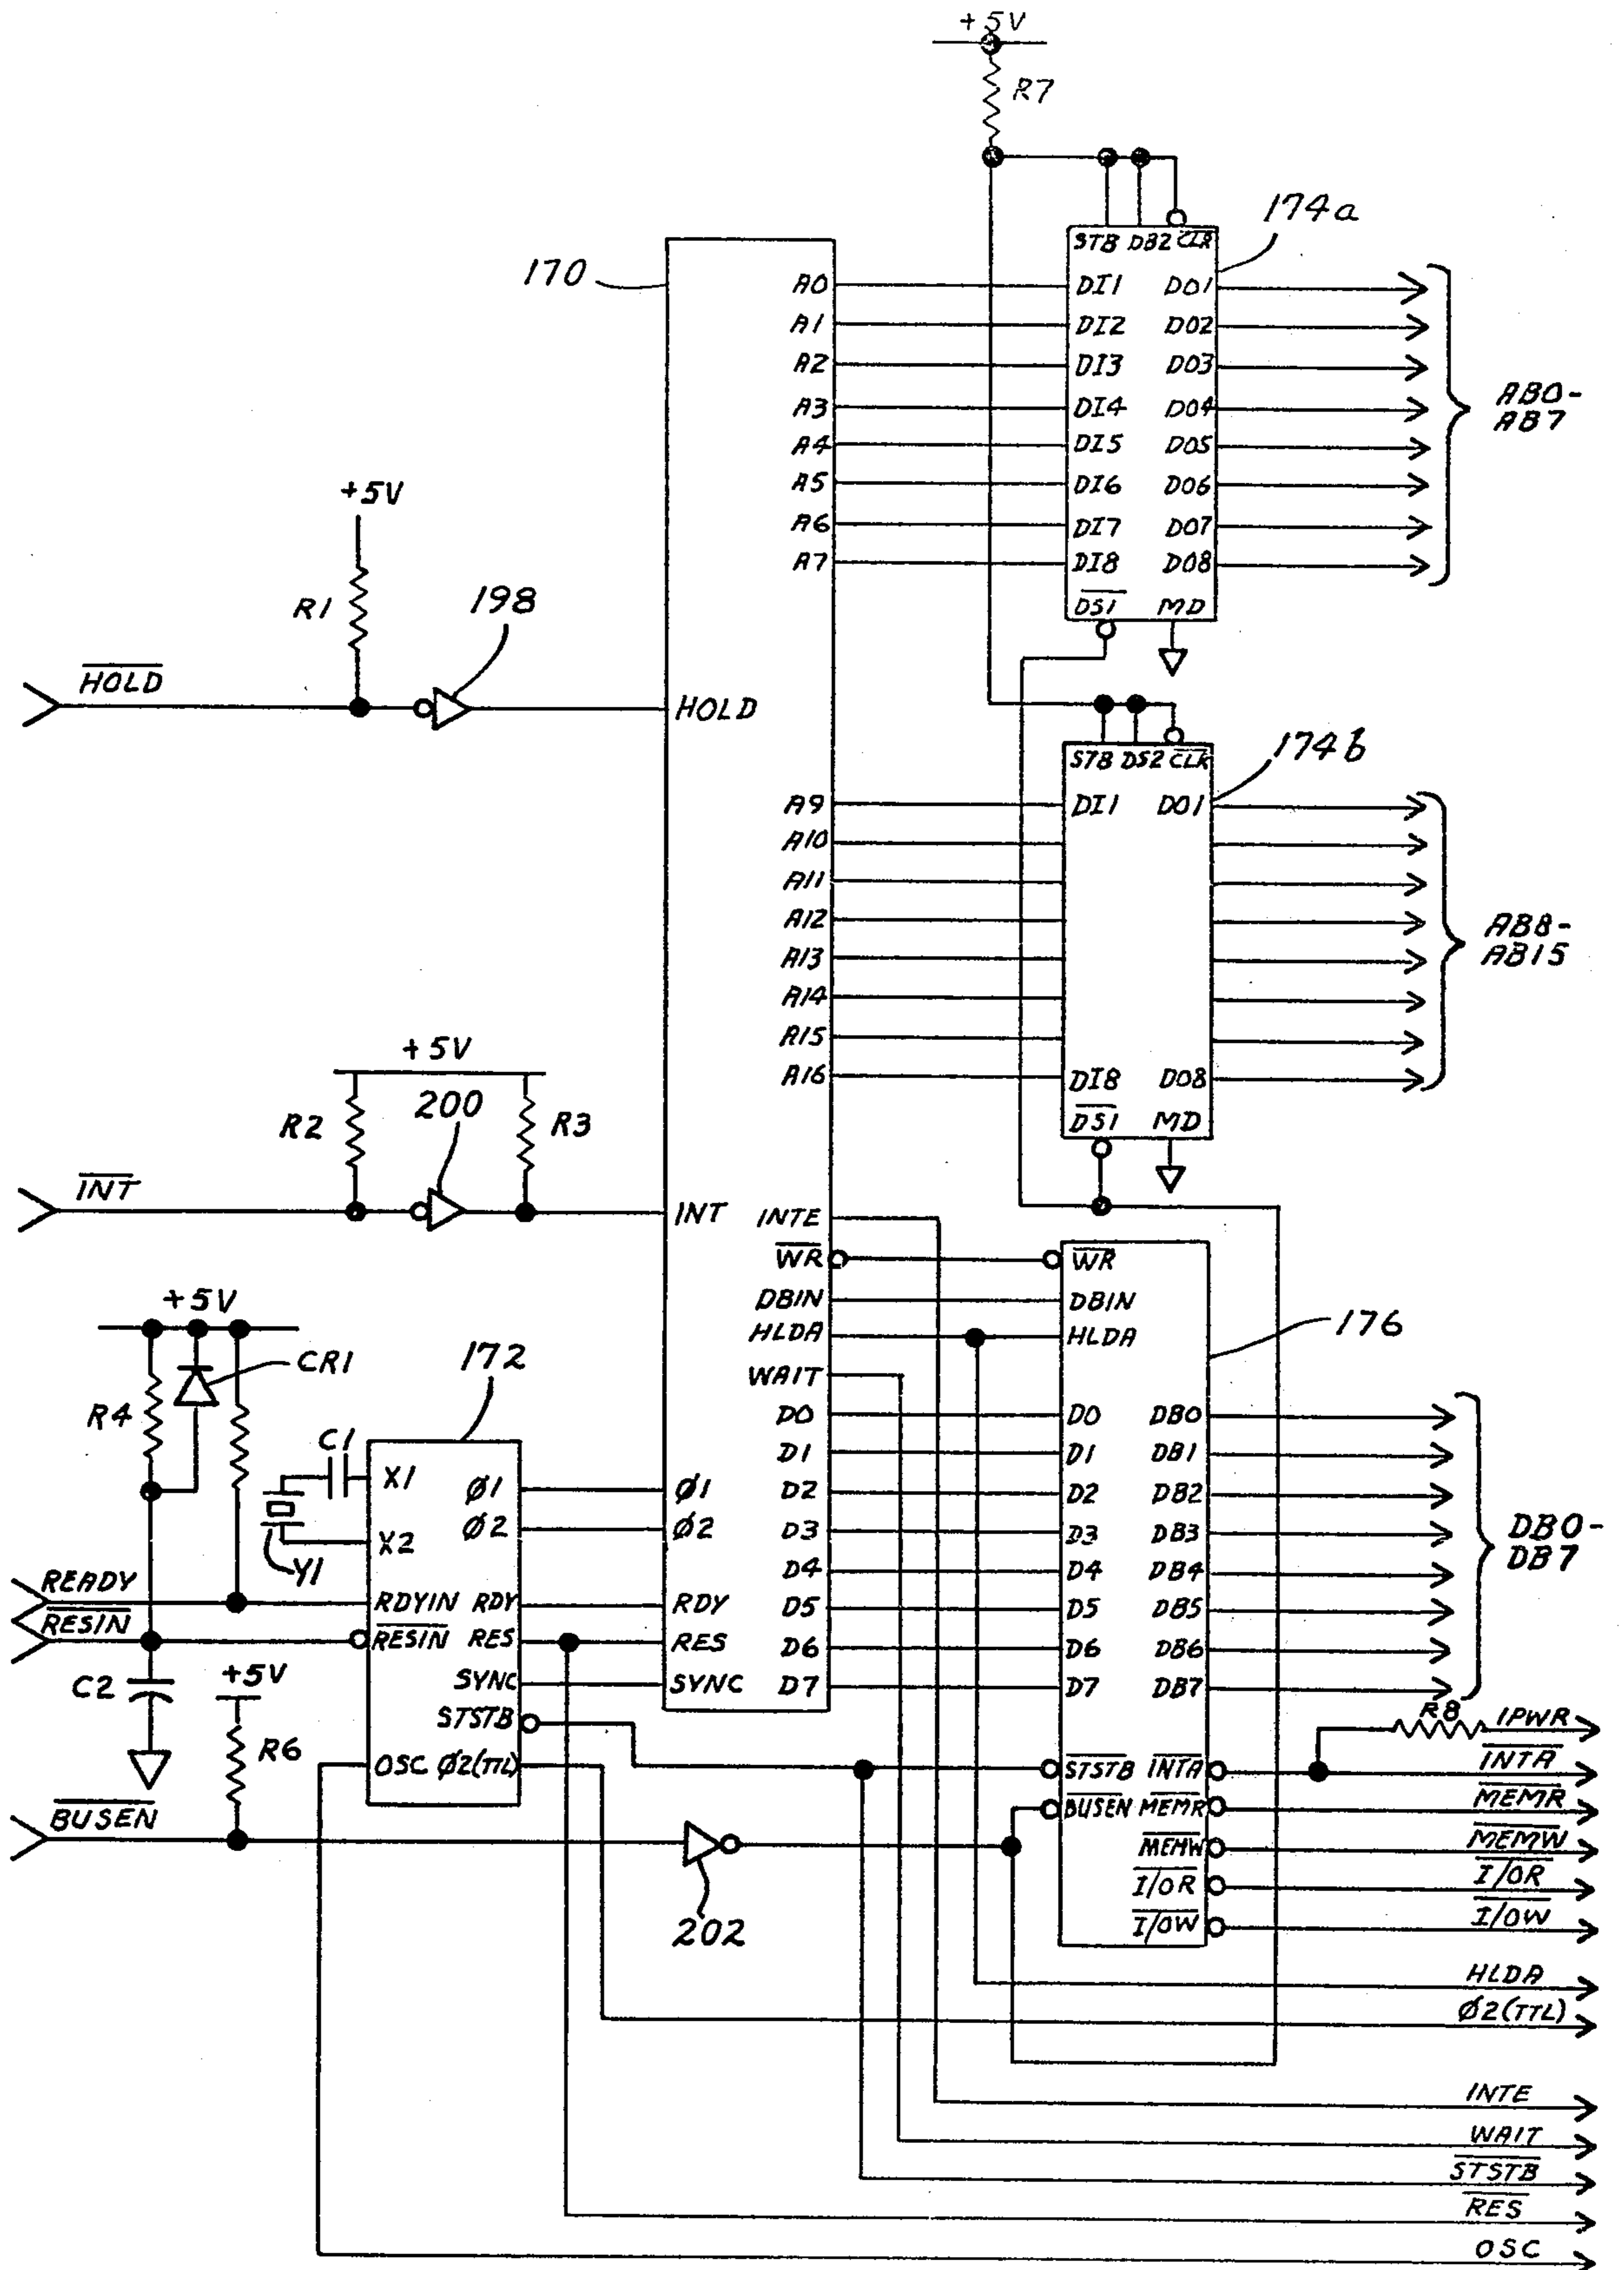 +5V
R7
174a
STB DB2 CLR
170
A0 DI1 DO1
A1 DI2 DO2
A2 DI3 DO3
A3 DI4 DO4
AB0-
AB7
A4 DI5 DO5
A5 DI6 DO6
A6 DI7 DO7
A7 DI8 DO8
DS1 MD
+5V
R1
198
HOLD
HOLD
174b
STB DS2 CLR
A9 DI1 DO1
A10
A11
A12
A13
A14
A15
A16 DI8 DO8
AB8-
AB15
DS1 MD
+5V
R2
200
R3
INT
INT
INTE
WR WR
DBIN DBIN
HLDA HLDA
176
WAIT
+5V
CR1
R4
172
C1
X1
X2
Y1
Ø1 Ø1
Ø2 Ø2
D0 D0 DB0
D1 D1 DB1
D2 D2 DB2
D3 D3 DB3
D4 D4 DB4
D5 D5 DB5
D6 D6 DB6
D7 D7 DB7
DB0-
DB7
READY
RDYIN RDY RDY
RESIN
RESIN RES RES
SYNC SYNC
C2
+5V
R6
STSTB
OSC Ø2(TTL)
R8 IPWR
STSTB INTA INTA
BUSEN
BUSEN MEMR MEMR
MEMW MEMW
I/OR I/OR
I/OW I/OW
202
HLDA
Ø2(TTL)
INTE
WAIT
STSTB
RES
OSC